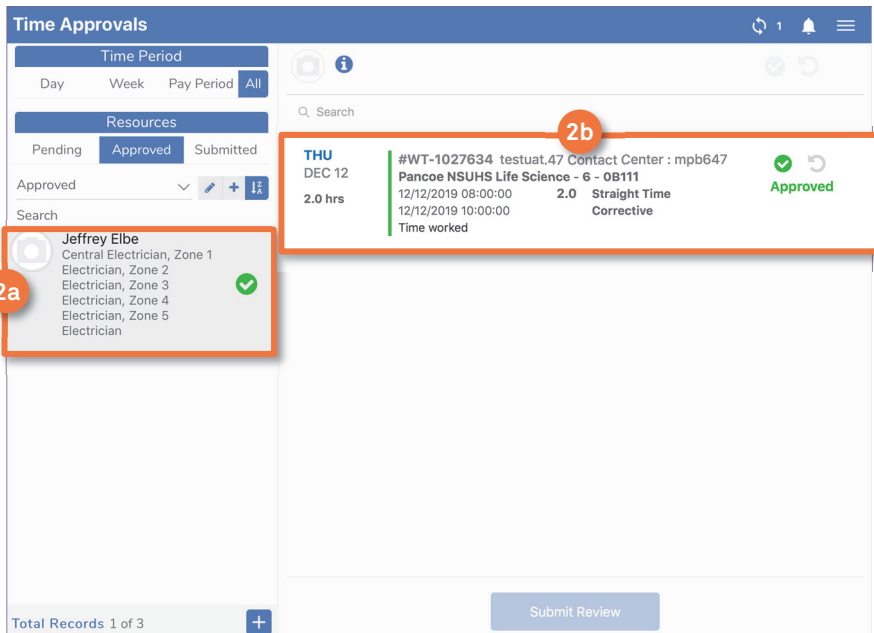 Time Approvals
1
Time Period
Day Week Pay Period All
Resources
Pending Approved Submitted
Approved
Search
2a
Jeffrey Elbe
Central Electrician, Zone 1
Electrician, Zone 2
Electrician, Zone 3
Electrician, Zone 4
Electrician, Zone 5
Electrician
Total Records 1 of 3
Search
2b
THU
DEC 12
2.0 hrs
#WT-1027634 testuat,47 Contact Center : mpb647
Pancoe NSUHS Life Science - 6 - 0B111
12/12/2019 08:00:00 2.0 Straight Time
12/12/2019 10:00:00 Corrective
Time worked
Approved
Submit Review